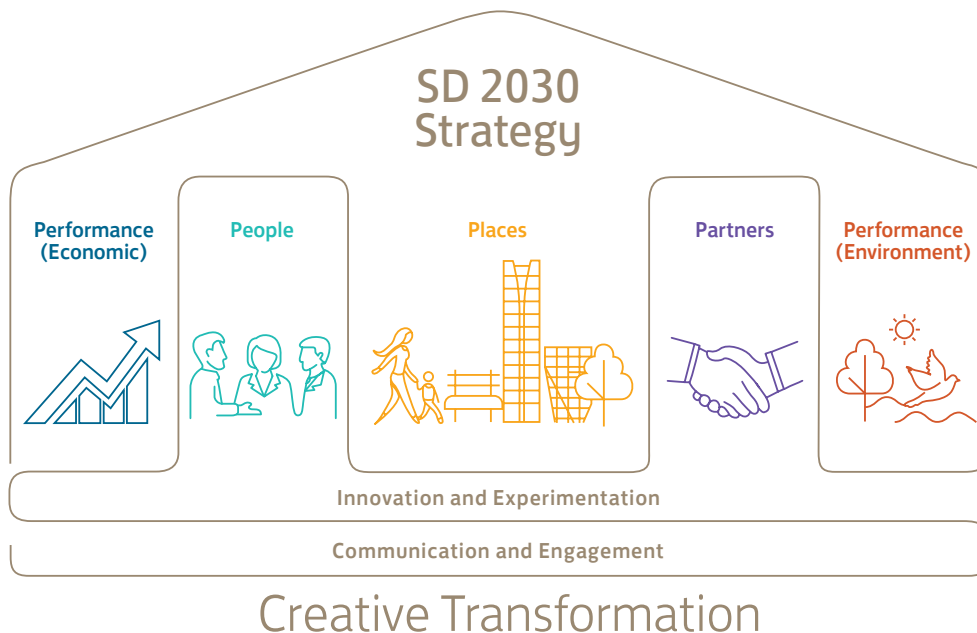 SD 2030
Strategy
Performance
(Economic)
People
Places
Partners
Performance
(Environment)
Innovation and Experimentation
Communication and Engagement
Creative Transformation